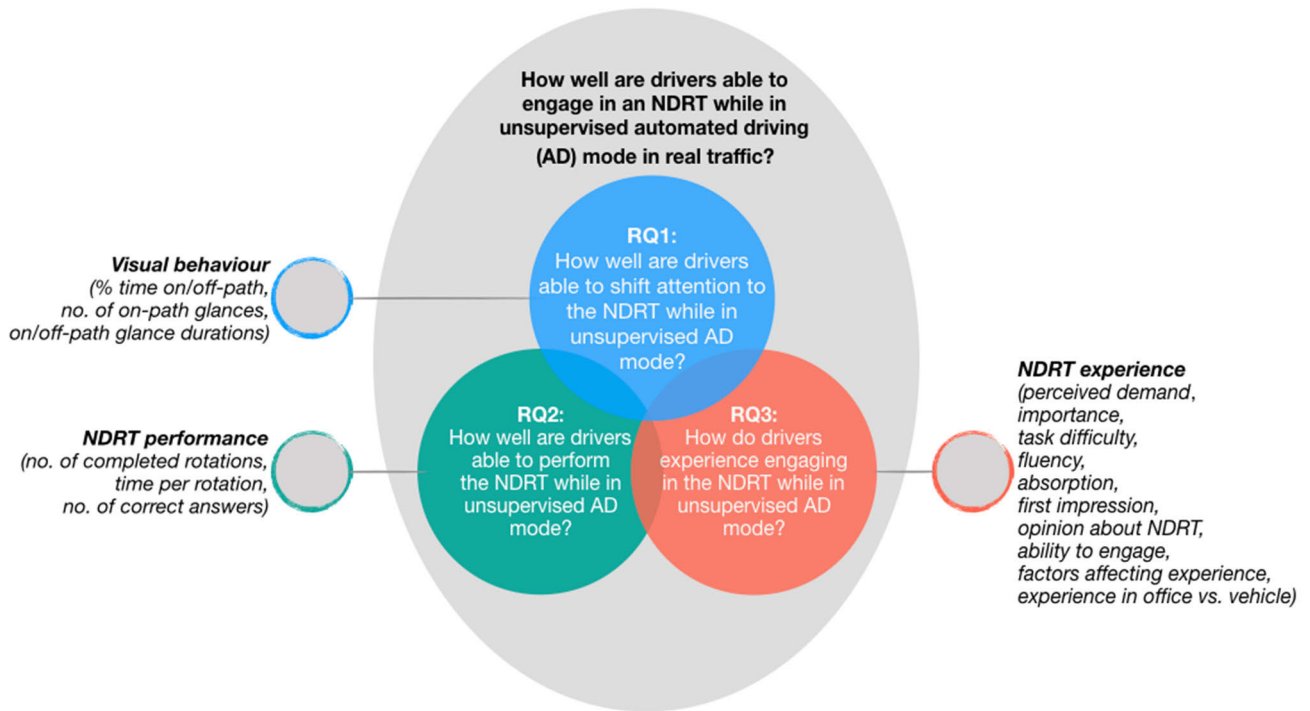 How well are drivers able to
engage in an NDRT while in
unsupervised automated driving
(AD) mode in real traffic?
RQ1:
How well are drivers
able to shift attention to
the NDRT while in
unsupervised AD
mode?
Visual behaviour
(% time on/off-path,
no. of on-path glances,
on/off-path glance durations)
RQ2:
How well are drivers
able to perform
the NDRT while in
unsupervised AD
mode?
NDRT performance
(no. of completed rotations,
time per rotation,
no. of correct answers)
RQ3:
How do drivers
experience engaging
in the NDRT while in
unsupervised AD
mode?
NDRT experience
(perceived demand,
importance,
task difficulty,
fluency,
absorption,
first impression,
opinion about NDRT,
ability to engage,
factors affecting experience,
experience in office vs. vehicle)